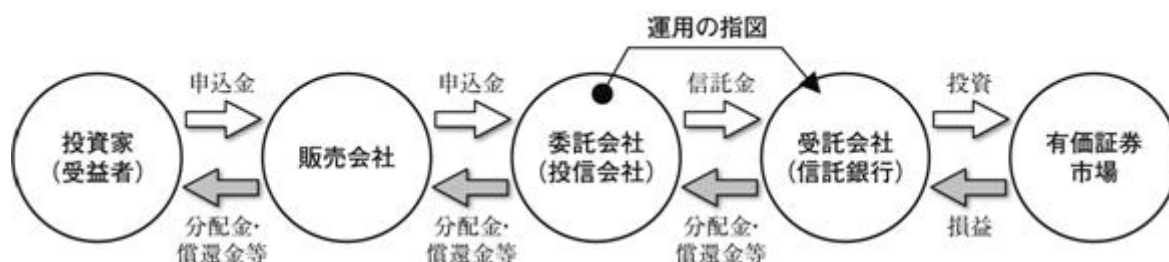 運用の指図
申込金
申込金
信託金
投資
投資家
(受益者)
販売会社
委託会社
(投信会社)
受託会社
(信託銀行)
有価証券
市場
分配金・
償還金等
分配金・
償還金等
分配金・
償還金等
損益